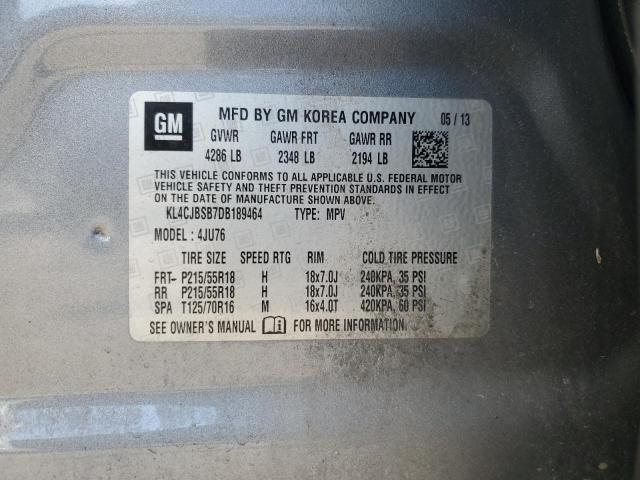 GM MFD BY GM KOREA COMPANY 05 / 13
GVWR GAWR FRT GAWR RR
4286 LB 2348 LB 2194 LB
THIS VEHICLE CONFORMS TO ALL APPLICABLE U.S. FEDERAL MOTOR
VEHICLE SAFETY AND THEFT PREVENTION STANDARDS IN EFFECT
ON THE DATE OF MANUFACTURE SHOWN ABOVE.
KL4CJBSB7DB189464 TYPE: MPV
MODEL: 4JU76
TIRE SIZE SPEED RTG RIM COLD TIRE PRESSURE
FRT- P215/55R18 H 18x7.0J 240KPA, 35 PSI
RR P215/55R18 H 18x7.0J 240KPA, 35 PSI
SPA T125/70R16 M 16x4.0T 420KPA, 60 PSI
SEE OWNER'S MANUAL FOR MORE INFORMATION.